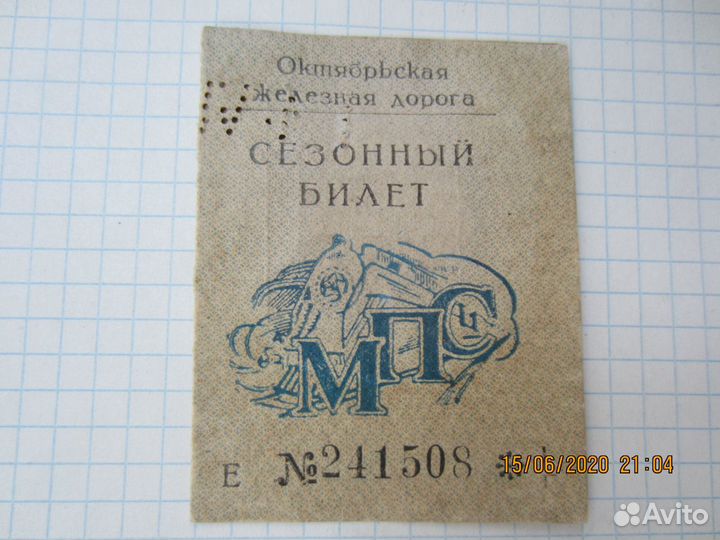 Октябрьская
Железная дорога
СЕЗОННЫЙ
БИЛЕТ
МПС
Е №241508 *
15/06/2020 21:04
Avito